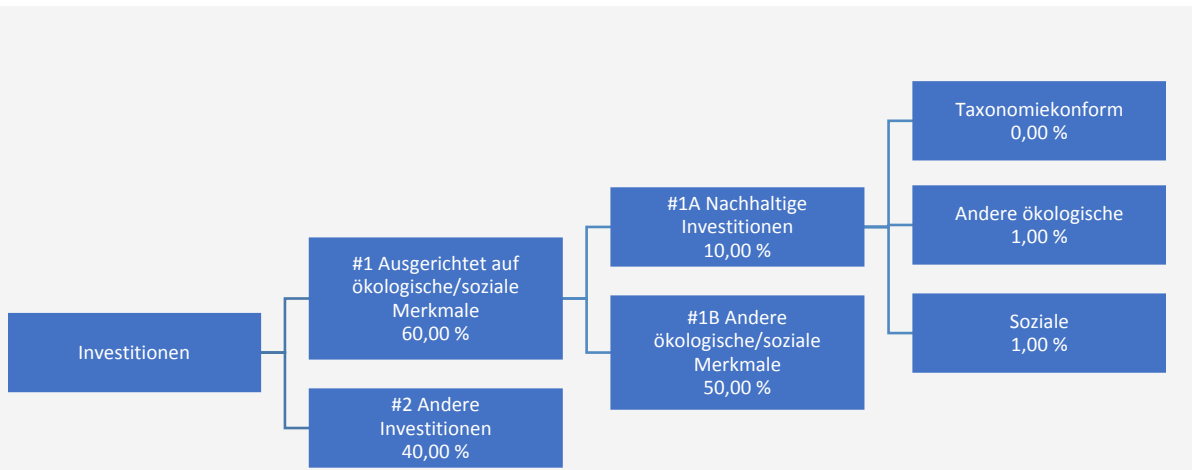 Investitionen
#1 Ausgerichtet auf
ökologische/soziale
Merkmale
60,00 %
#2 Andere
Investitionen
40,00 %
#1A Nachhaltige
Investitionen
10,00 %
#1B Andere
ökologische/soziale
Merkmale
50,00 %
Taxonomiekonform
0,00 %
Andere ökologische
1,00 %
Soziale
1,00 %